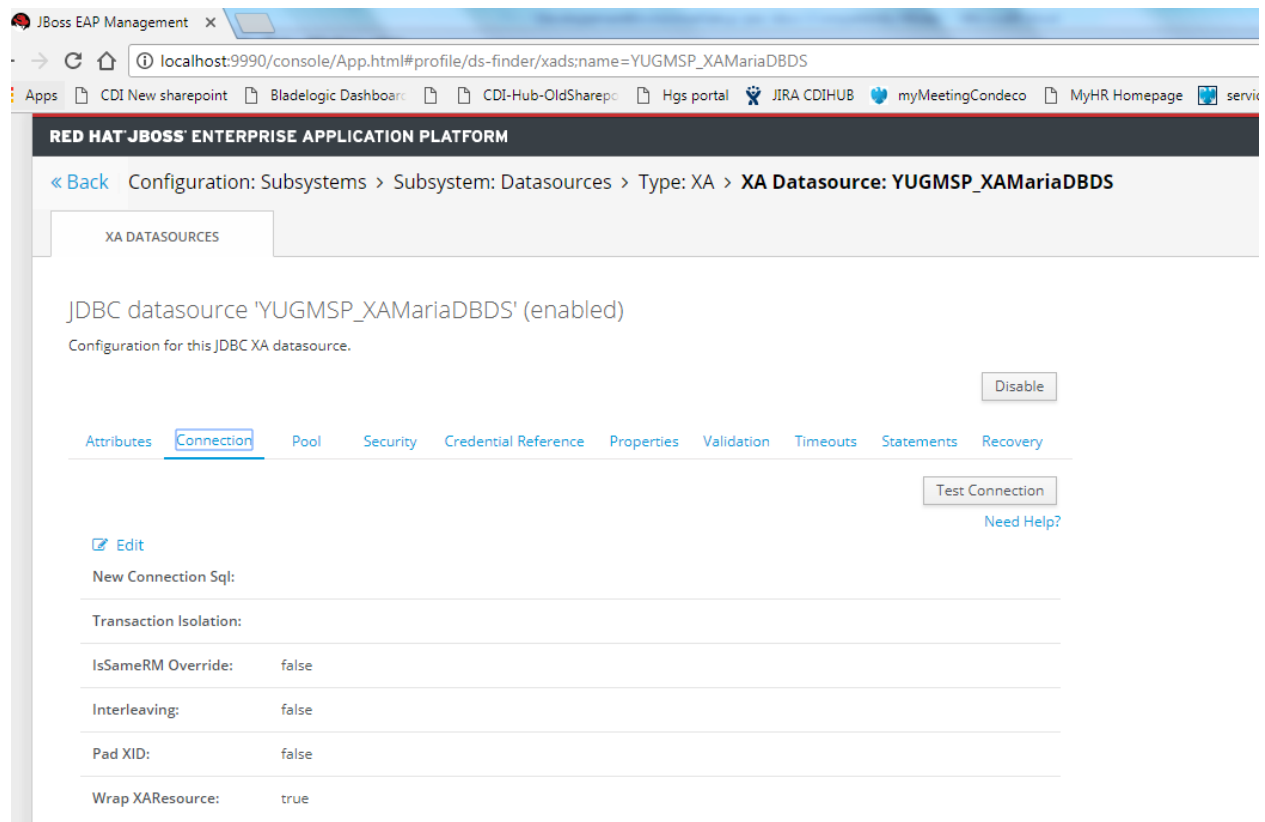 JBoss EAP Management
localhost:9990/console/App.html#profile/ds-finder/xads;name=YUGMSP_XAMariaDBDS
Apps CDI New sharepoint Bladelogic Dashboard CDI-Hub-OldSharepo Hgs portal JIRA CDIHUB myMeetingCondeco MyHR Homepage servic
RED HAT JBOSS ENTERPRISE APPLICATION PLATFORM
« Back Configuration: Subsystems > Subsystem: Datasources > Type: XA > XA Datasource: YUGMSP_XAMariaDBDS
XA DATASOURCES
JDBC datasource 'YUGMSP_XAMariaDBDS' (enabled)
Configuration for this JDBC XA datasource.
Disable
Attributes Connection Pool Security Credential Reference Properties Validation Timeouts Statements Recovery
Test Connection
Need Help?
Edit
New Connection Sql:
Transaction Isolation:
IsSameRM Override: false
Interleaving: false
Pad XID: false
Wrap XAResource: true